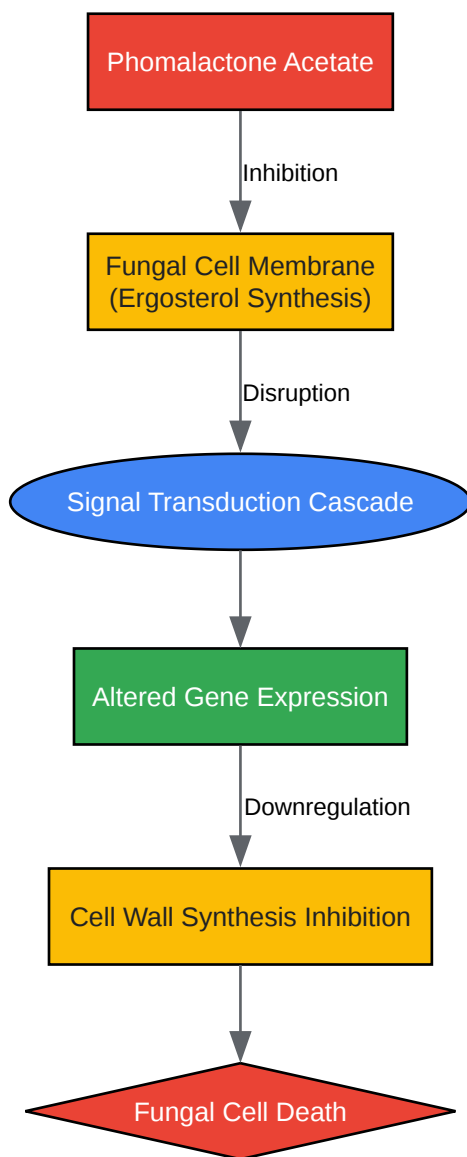 Phomalactone Acetate
Inhibition
Fungal Cell Membrane
(Ergosterol Synthesis)
Disruption
Signal Transduction Cascade
Altered Gene Expression
Downregulation
Cell Wall Synthesis Inhibition
Fungal Cell Death